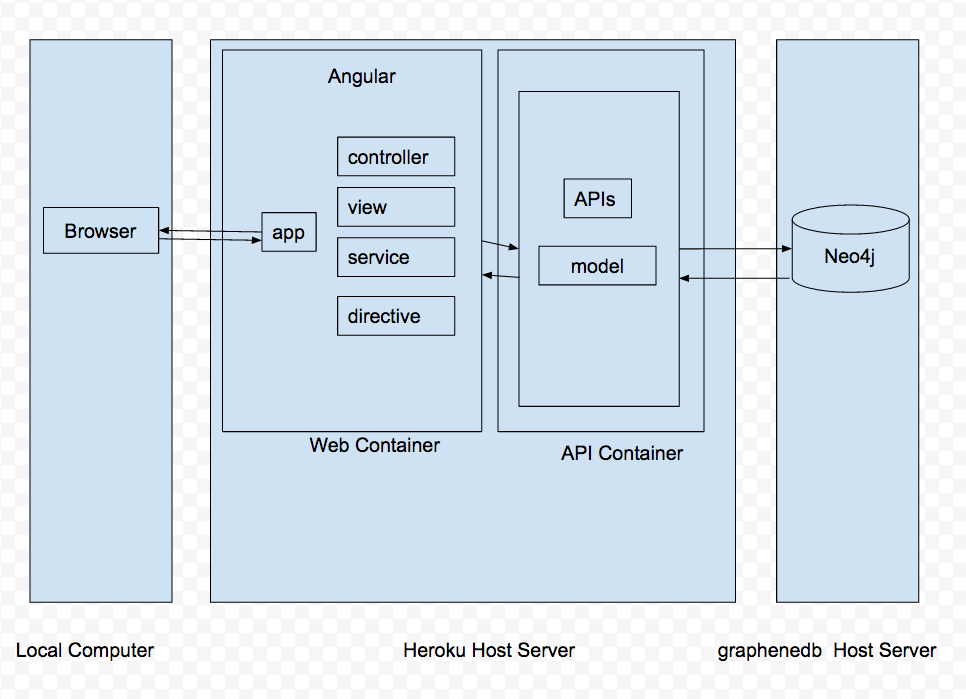 Angular
controller
view
service
directive
app
Browser
APIs
model
Neo4j
Web Container
API Container
Local Computer
Heroku Host Server
graphenedb  Host Server